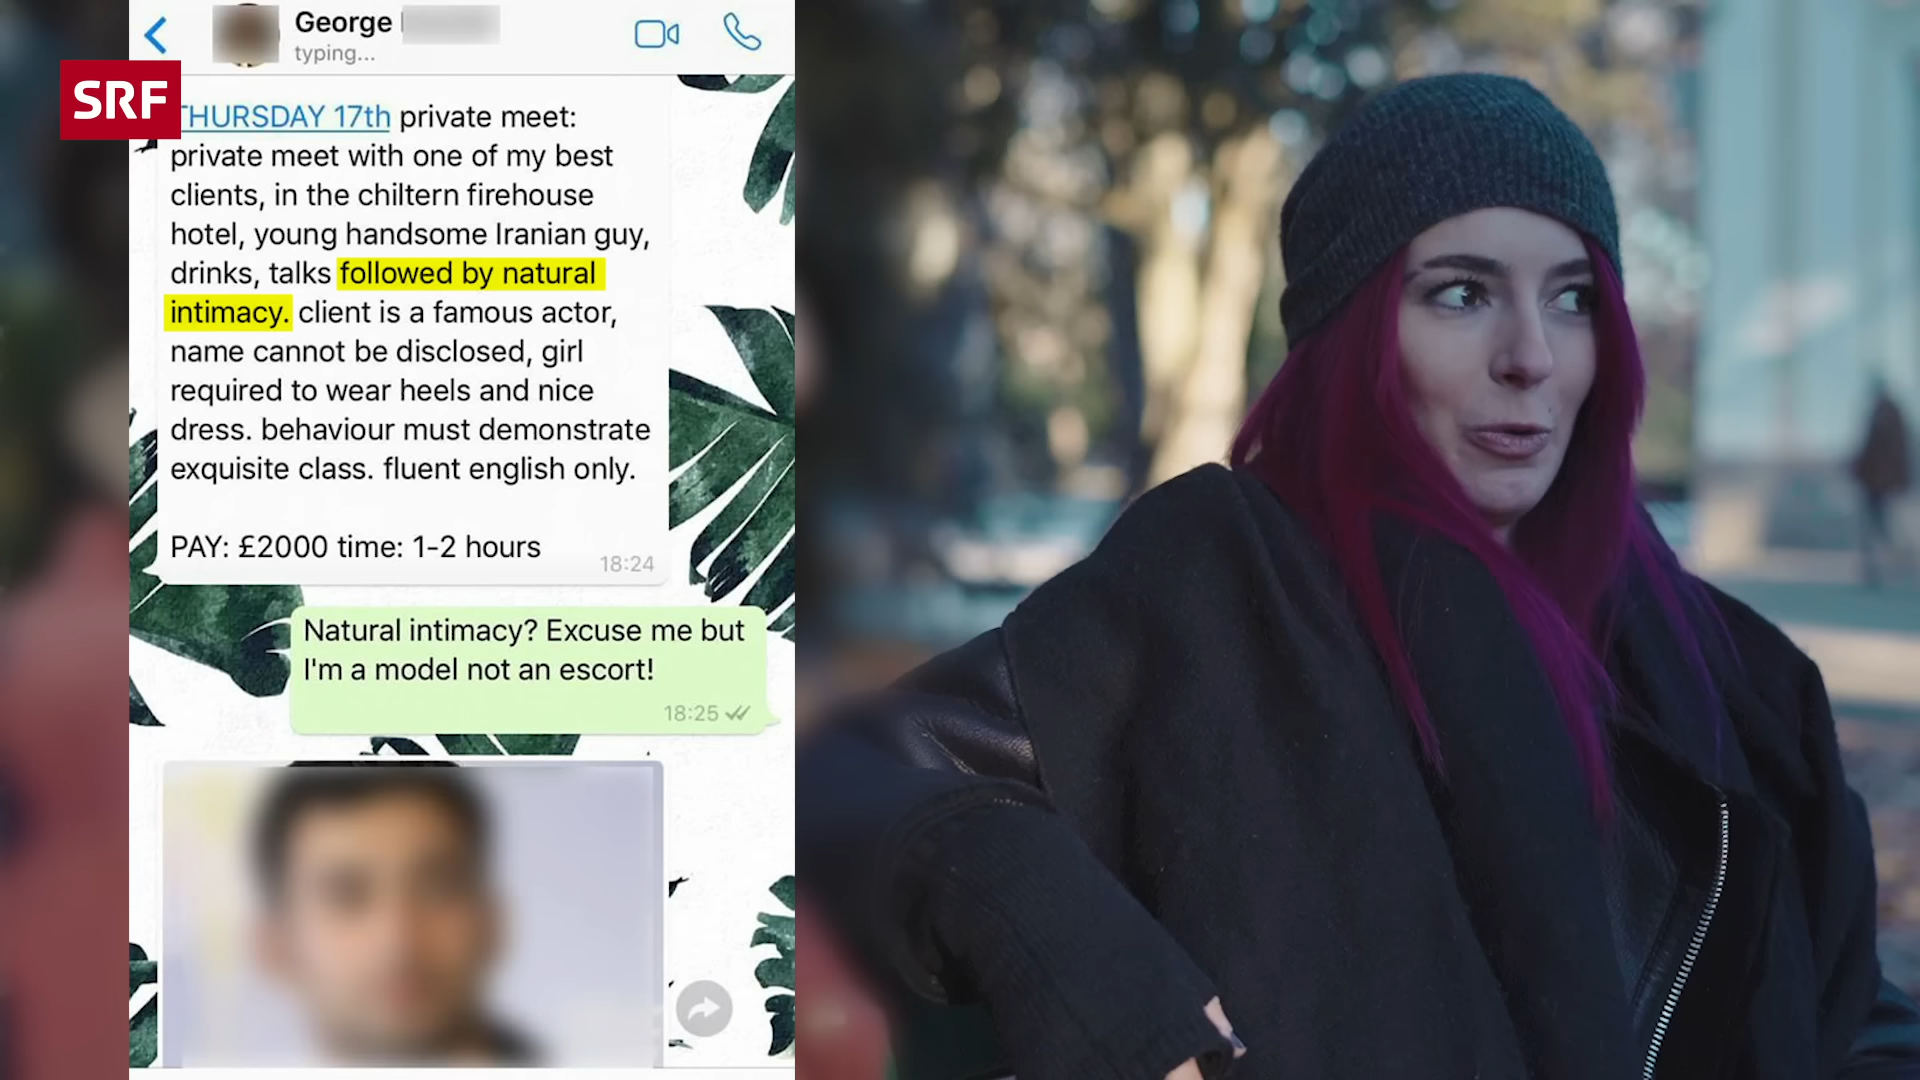 George
typing...
SRF
THURSDAY 17th private meet:
private meet with one of my best
clients, in the chiltern firehouse
hotel, young handsome Iranian guy,
drinks, talks followed by natural
intimacy. client is a famous actor,
name cannot be disclosed, girl
required to wear heels and nice
dress. behaviour must demonstrate
exquisite class. fluent english only.
PAY: £2000 time: 1-2 hours
18:24
Natural intimacy? Excuse me but
I'm a model not an escort!
18:25